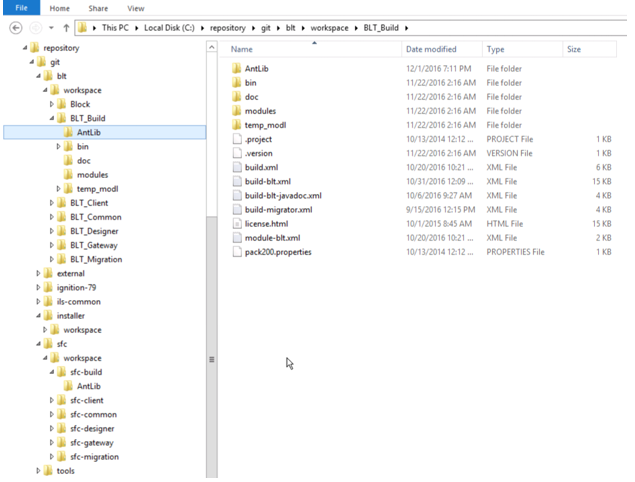 File Home Share View
This PC Local Disk (C:) repository git blt workspace BLT_Build
repository
git
blt
workspace
Block
BLT_Build
AntLib
bin
doc
modules
temp_modl
BLT_Client
BLT_Common
BLT_Designer
BLT_Gateway
BLT_Migration
external
ignition-79
ils-common
installer
workspace
sfc
workspace
sfc-build
AntLib
sfc-client
sfc-common
sfc-designer
sfc-gateway
sfc-migration
tools
Name Date modified Type Size
AntLib 12/1/2016 7:11 PM File folder
bin 11/22/2016 2:16 AM File folder
doc 11/22/2016 2:16 AM File folder
modules 11/22/2016 2:16 AM File folder
temp_modl 11/22/2016 2:16 AM File folder
.project 10/13/2014 12:12 ... PROJECT File 1 KB
.version 11/22/2016 2:16 AM VERSION File 1 KB
build.xml 10/20/2016 10:21 ... XML File 6 KB
build-blt.xml 10/31/2016 12:09 ... XML File 15 KB
build-blt-javadoc.xml 10/6/2016 9:27 AM XML File 4 KB
build-migrator.xml 9/15/2016 12:15 PM XML File 4 KB
license.html 10/1/2015 8:45 AM HTML File 15 KB
module-blt.xml 10/20/2016 10:21 ... XML File 2 KB
pack200.properties 10/13/2014 12:12 ... PROPERTIES File 1 KB